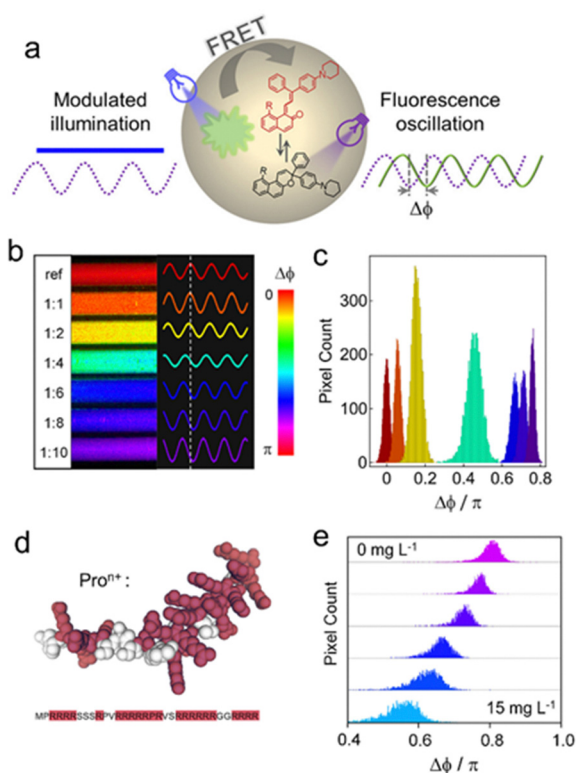 a
FRET
Modulated
illumination
Fluorescence
oscillation
R
O
N
R
O
N
Δϕ
b
ref
1:1
1:2
1:4
1:6
1:8
1:10
Δϕ
0
π
c
Pixel Count
300
200
100
0
0 0.2 0.4 0.6 0.8
Δϕ / π
d
Proⁿ⁺ :
MPRRRRSSSRPVRRRRRPRVSRRRRRRGGRRRR
e
Pixel Count
0 mg L⁻¹
15 mg L⁻¹
0.4 0.6 0.8 1.0
Δϕ / π